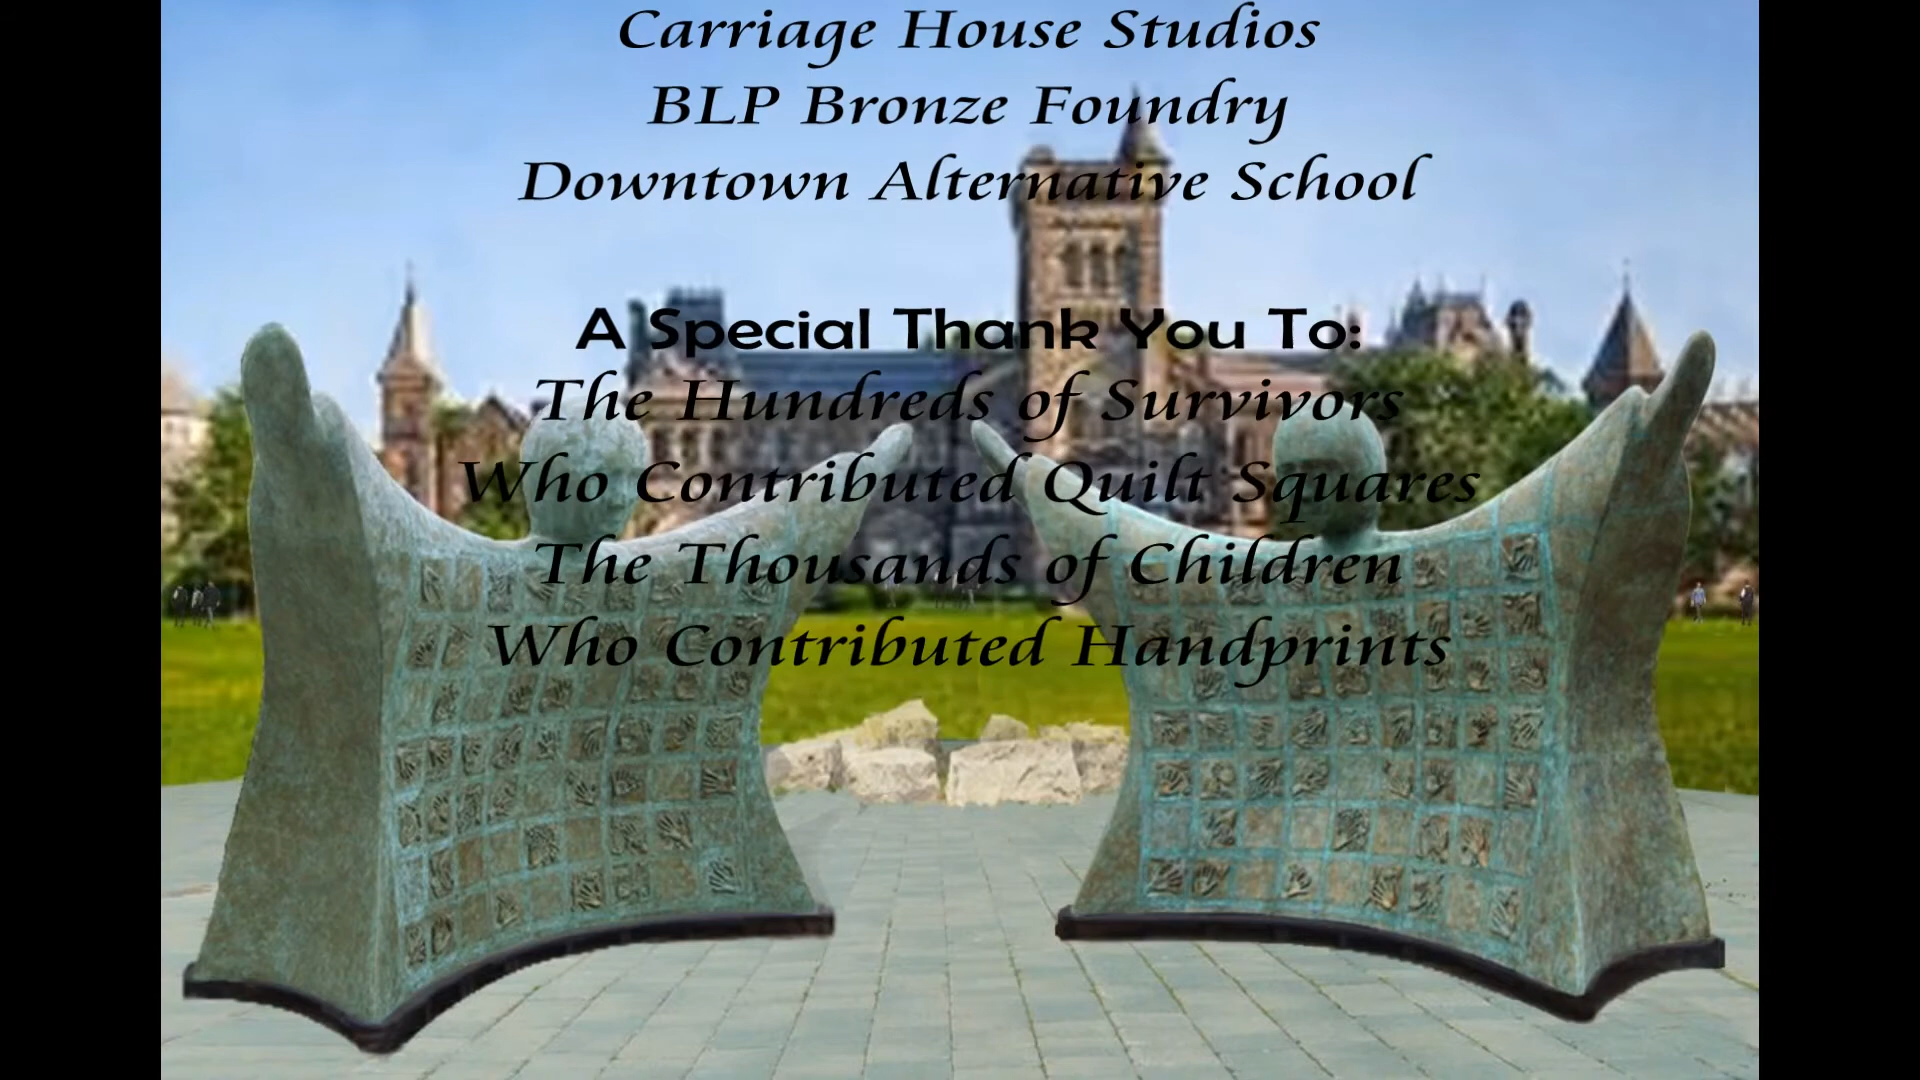 Carriage House Studios
BLP Bronze Foundry
Downtown Alternative School
A Special Thank You To:
The Hundreds of Survivors
Who Contributed Quilt Squares
The Thousands of Children
Who Contributed Handprints